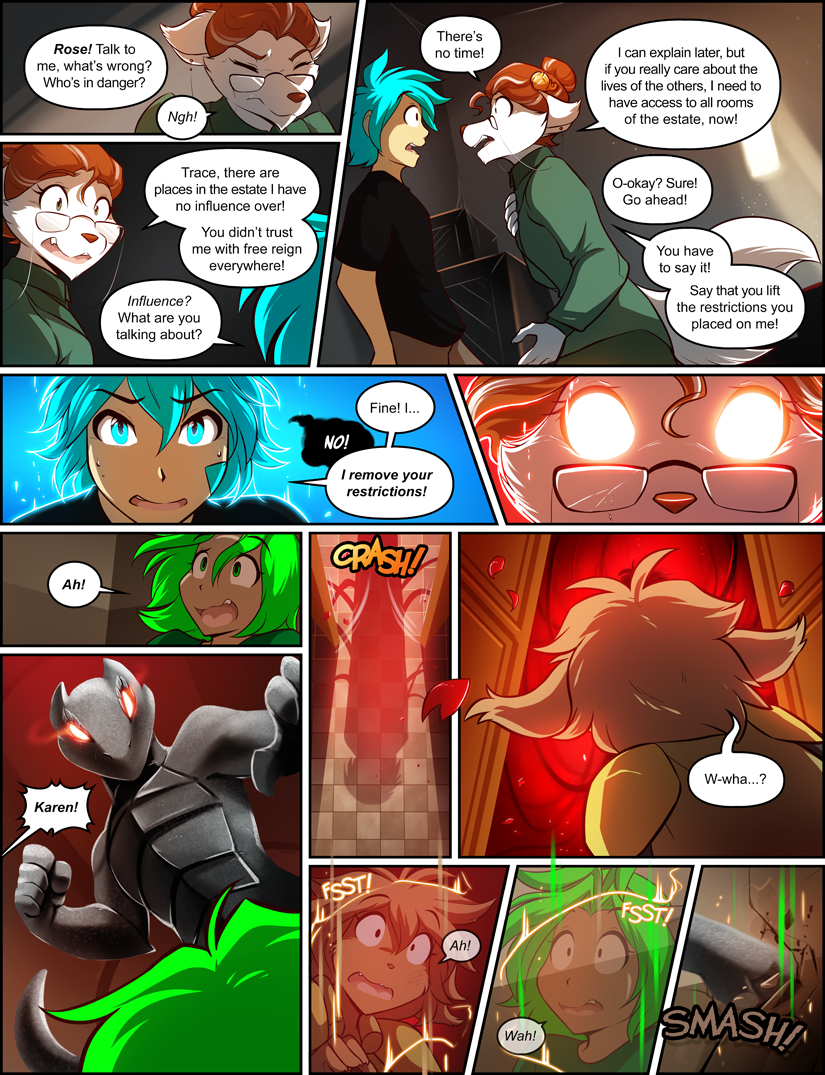 Rose! Talk to
me, what's wrong?
Who's in danger?
Ngh!
There's
no time!
I can explain later, but
if you really care about the
lives of the others, I need to
have access to all rooms
of the estate, now!
O-okay? Sure!
Go ahead!
You have
to say it!
Say that you lift
the restrictions you
placed on me!
Trace, there are
places in the estate I have
no influence over!
You didn't trust
me with free reign
everywhere!
Influence?
What are you
talking about?
Fine! I...
NO!
I remove your
restrictions!
Ah!
CRASH!
W-wha...?
Karen!
FSST!
Ah!
FSST!
Wah!
SMASH!